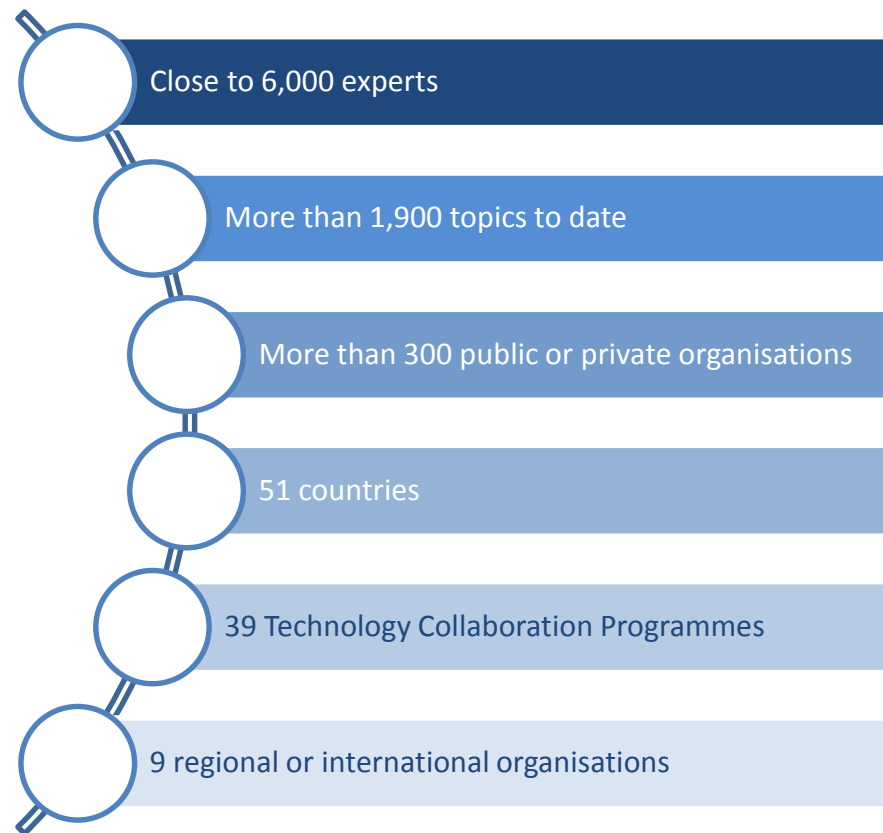 Close to 6,000 experts
More than 1,900 topics to date
More than 300 public or private organisations
51 countries
39 Technology Collaboration Programmes
9 regional or international organisations